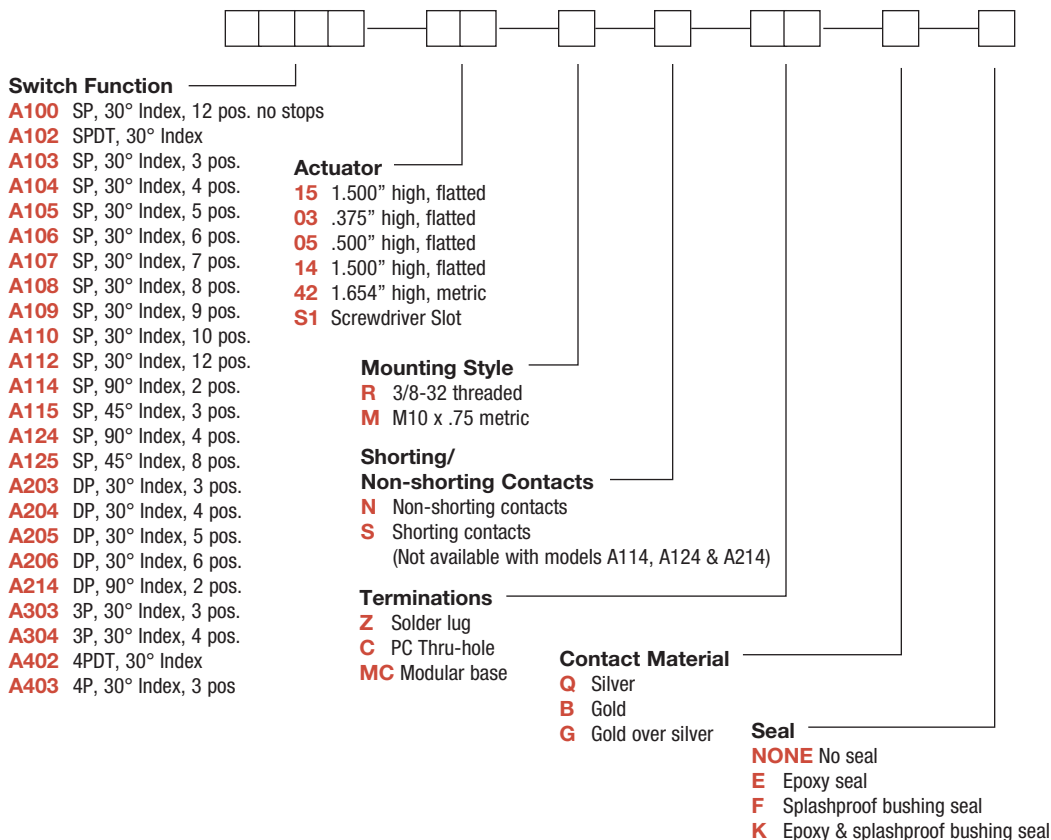 Switch Function
A100 SP, 30° Index, 12 pos. no stops
A102 SPDT, 30° Index
A103 SP, 30° Index, 3 pos.
A104 SP, 30° Index, 4 pos.
A105 SP, 30° Index, 5 pos.
A106 SP, 30° Index, 6 pos.
A107 SP, 30° Index, 7 pos.
A108 SP, 30° Index, 8 pos.
A109 SP, 30° Index, 9 pos.
A110 SP, 30° Index, 10 pos.
A112 SP, 30° Index, 12 pos.
A114 SP, 90° Index, 2 pos.
A115 SP, 45° Index, 3 pos.
A124 SP, 90° Index, 4 pos.
A125 SP, 45° Index, 8 pos.
A203 DP, 30° Index, 3 pos.
A204 DP, 30° Index, 4 pos.
A205 DP, 30° Index, 5 pos.
A206 DP, 30° Index, 6 pos.
A214 DP, 90° Index, 2 pos.
A303 3P, 30° Index, 3 pos.
A304 3P, 30° Index, 4 pos.
A402 4PDT, 30° Index
A403 4P, 30° Index, 3 pos
Actuator
15 1.500” high, flatted
03 .375” high, flatted
05 .500” high, flatted
14 1.500” high, flatted
42 1.654” high, metric
S1 Screwdriver Slot
Mounting Style
R 3/8-32 threaded
M M10 x .75 metric
Shorting/
Non-shorting Contacts
N Non-shorting contacts
S Shorting contacts
(Not available with models A114, A124 & A214)
Terminations
Z Solder lug
C PC Thru-hole
MC Modular base
Contact Material
Q Silver
B Gold
G Gold over silver
Seal
NONE No seal
E Epoxy seal
F Splashproof bushing seal
K Epoxy & splashproof bushing seal